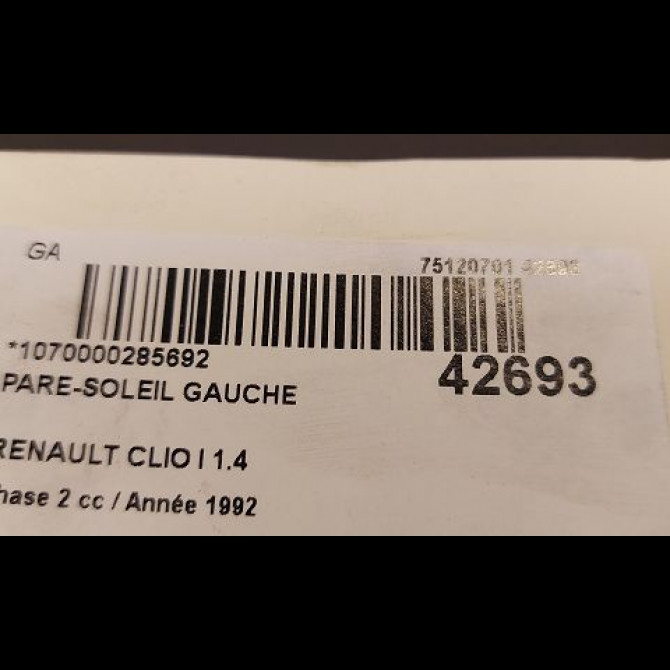 GA
75120701
*1070000285692
42693
PARE-SOLEIL GAUCHE
RENAULT CLIO I 1.4
hase 2 cc / Année 1992